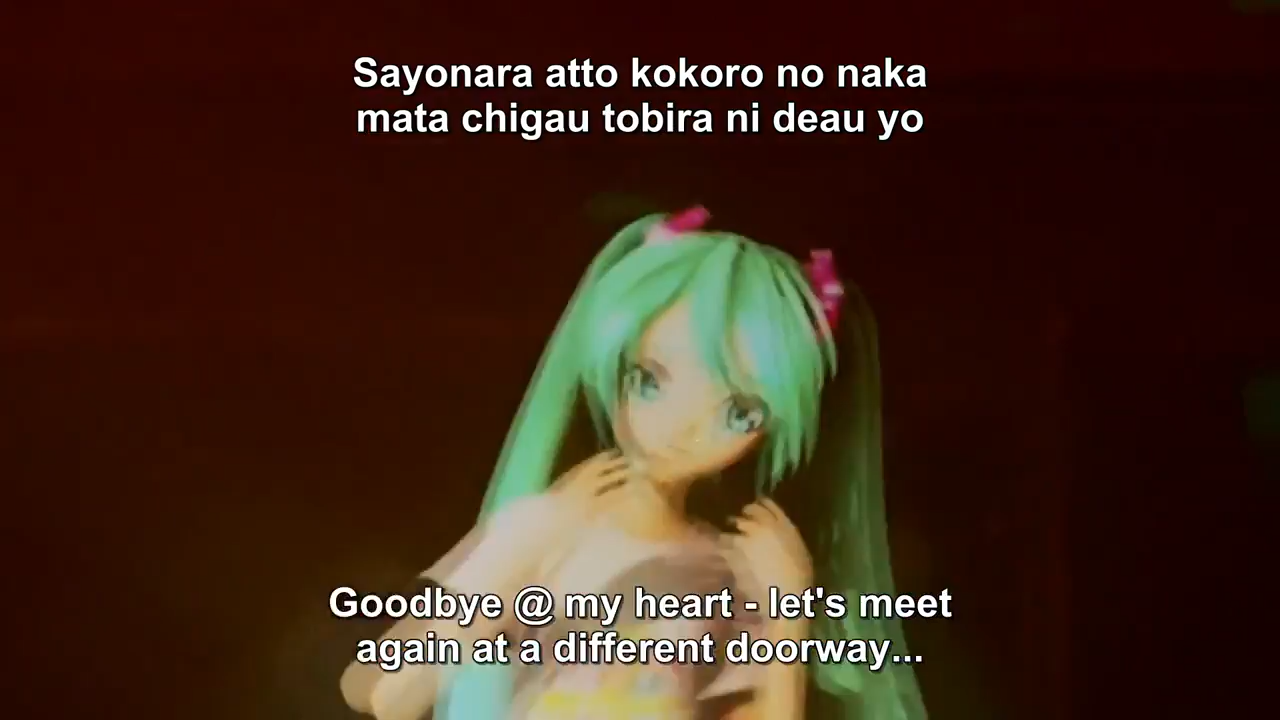 Sayonara atto kokoro no naka
mata chigau tobira ni deau yo
Goodbye @ my heart - let's meet
again at a different doorway...